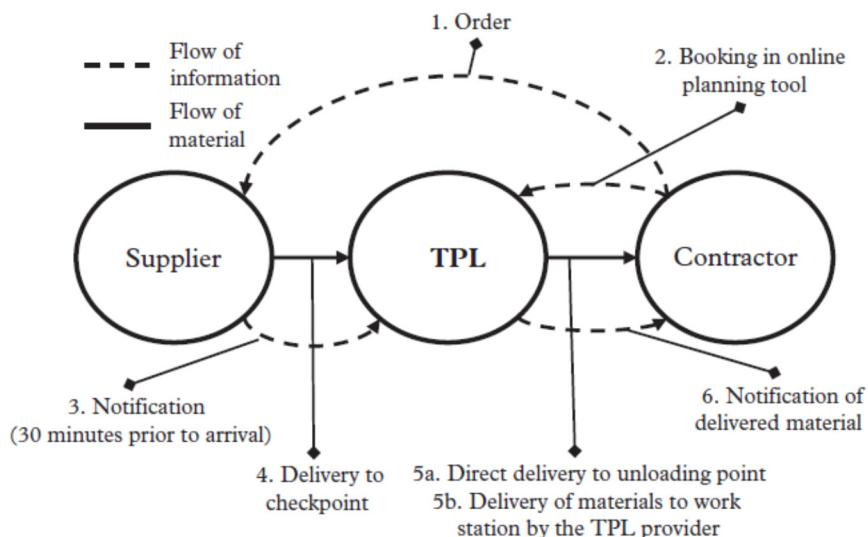 1. Order
Flow of
information
2. Booking in online
planning tool
Flow of
material
Supplier
TPL
Contractor
3. Notification
(30 minutes prior to arrival)
6. Notification of
delivered material
4. Delivery to
checkpoint
5a. Direct delivery to unloading point
5b. Delivery of materials to work
station by the TPL provider